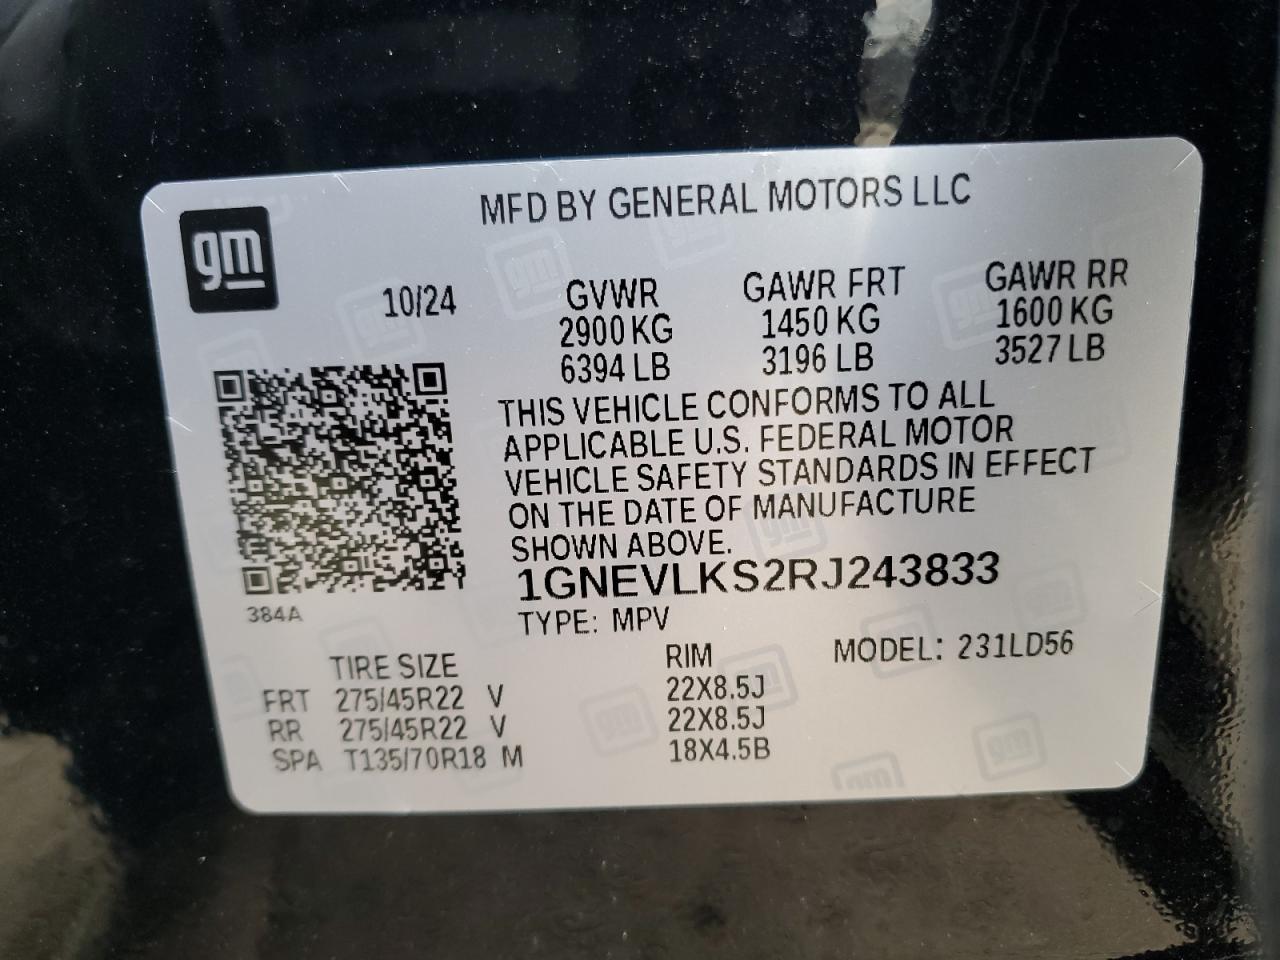 MFD BY GENERAL MOTORS LLC
gm
10/24
GVWR GAWR FRT GAWR RR
2900 KG 1450 KG 1600 KG
6394 LB 3196 LB 3527 LB
THIS VEHICLE CONFORMS TO ALL
APPLICABLE U.S. FEDERAL MOTOR
VEHICLE SAFETY STANDARDS IN EFFECT
ON THE DATE OF MANUFACTURE
SHOWN ABOVE.
1GNEVLKS2RJ243833
384A
TYPE: MPV
MODEL: 231LD56
TIRE SIZE RIM
FRT 275/45R22 V 22X8.5J
RR 275/45R22 V 22X8.5J
SPA T135/70R18 M 18X4.5B